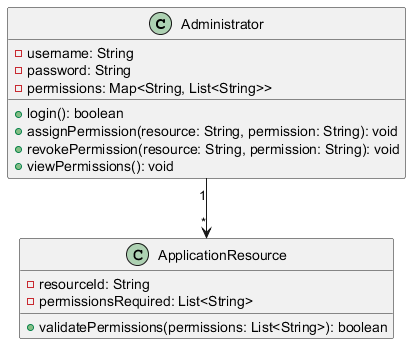 C Administrator
username: String
password: String
permissions: Map<String, List<String>>
login(): boolean
assignPermission(resource: String, permission: String): void
revokePermission(resource: String, permission: String): void
viewPermissions(): void
1
*
C ApplicationResource
resourceId: String
permissionsRequired: List<String>
validatePermissions(permissions: List<String>): boolean